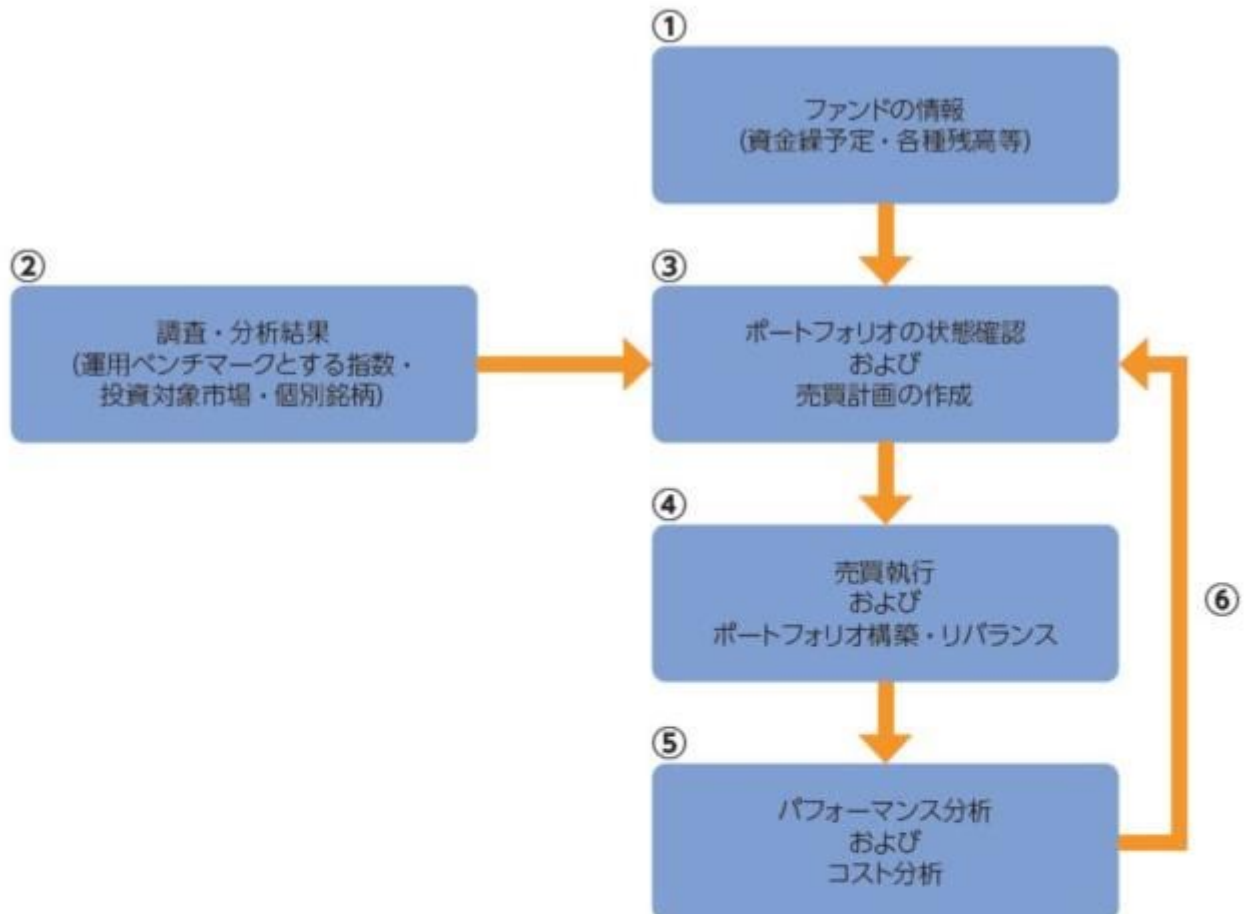 ①
ファンドの情報
(資金繰予定・各種残高等)
②
調査・分析結果
(運用ベンチマークとする指数・
投資対象市場・個別銘柄)
③
ポートフォリオの状態確認
および
売買計画の作成
④
売買執行
および
ポートフォリオ構築・リバランス
⑥
⑤
パフォーマンス分析
および
コスト分析